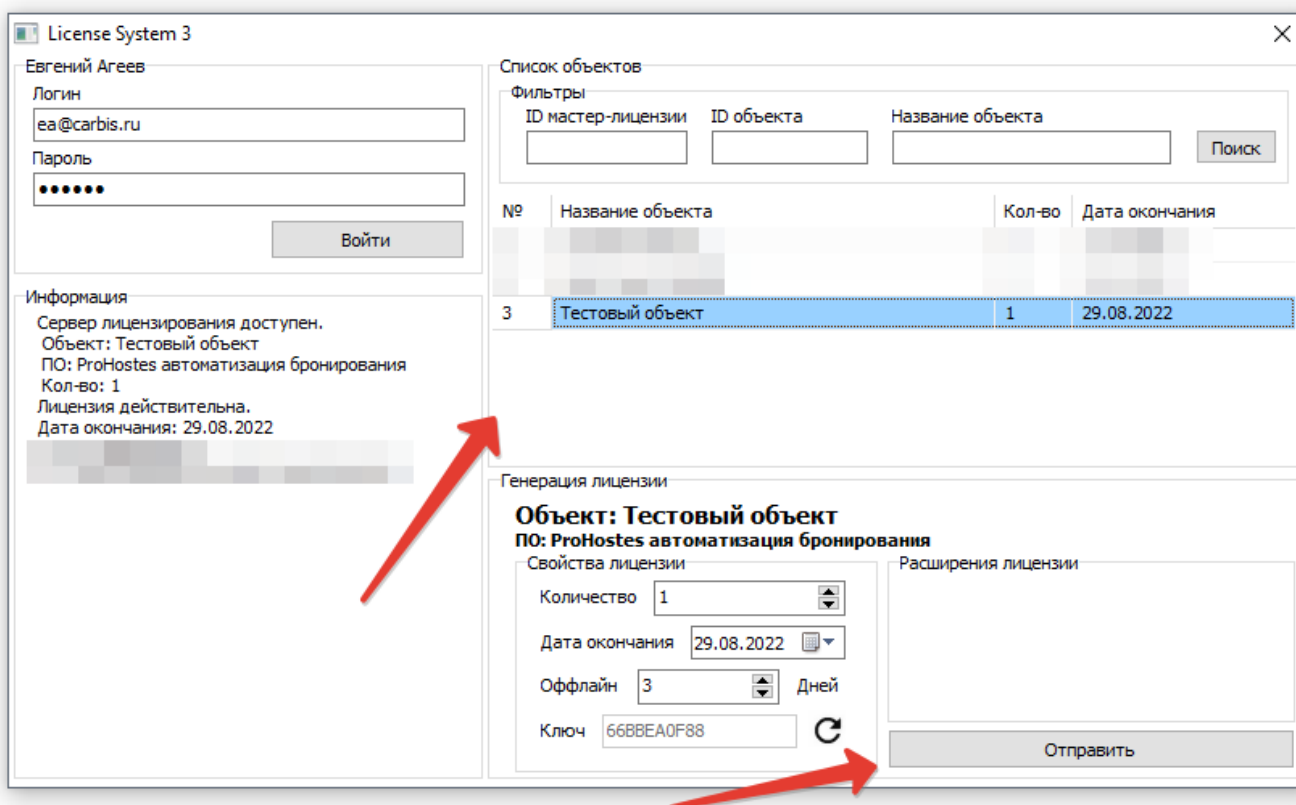 License System 3
Евгений Агеев
Логин
ea@carbis.ru
Пароль
••••••
Войти
Информация
Сервер лицензирования доступен.
Объект: Тестовый объект
ПО: ProHostes автоматизация бронирования
Кол-во: 1
Лицензия действительна.
Дата окончания: 29.08.2022
Список объектов
Фильтры
ID мастер-лицензии ID объекта Название объекта
Поиск
№ Название объекта Кол-во Дата окончания
3 Тестовый объект 1 29.08.2022
Генерация лицензии
Объект: Тестовый объект
ПО: ProHostes автоматизация бронирования
Свойства лицензии
Количество 1
Дата окончания 29.08.2022
Оффлайн 3 Дней
Ключ 66BBEA0F88
Расширения лицензии
Отправить